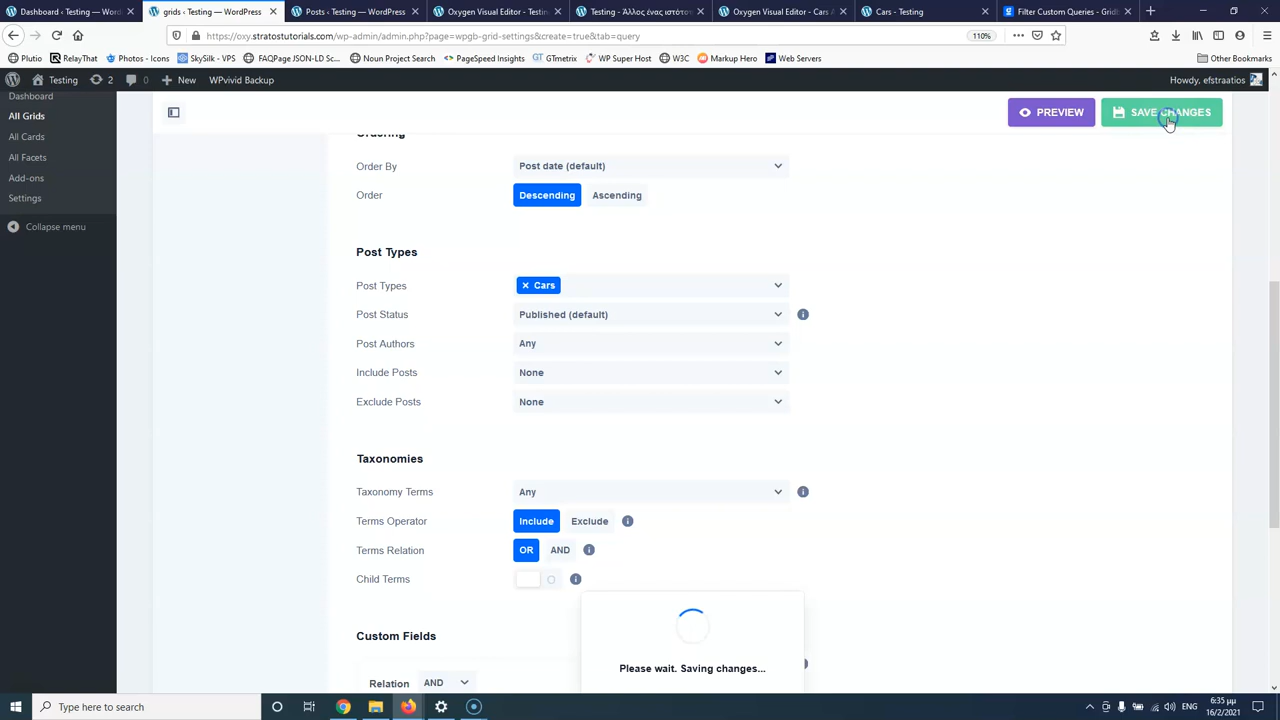 Dashboard ‹ Testing — WordPress
grids ‹ Testing — WordPress
Posts ‹ Testing — WordPress
Oxygen Visual Editor - Testing
Testing - Άλλος ένας ιστότοπ
Oxygen Visual Editor - Cars A
Cars - Testing
Filter Custom Queries - Grid
https://oxy.stratostutorials.com/wp-admin/admin.php?page=wpgb-grid-settings&create=true&tab=query
110%
Plutio
RelayThat
Photos - Icons
SkySilk - VPS
FAQPage JSON-LD Sc...
Noun Project Search
PageSpeed Insights
GTmetrix
WP Super Host
W3C
Markup Hero
Web Servers
Other Bookmarks
Testing
2
0
New
WPvivid Backup
Howdy, efstraatios
Dashboard
All Grids
All Cards
All Facets
Add-ons
Settings
Collapse menu
PREVIEW
SAVE CHANGES
Ordering
Order By
Post date (default)
Order
Descending
Ascending
Post Types
Post Types
× Cars
Post Status
Published (default)
Post Authors
Any
Include Posts
None
Exclude Posts
None
Taxonomies
Taxonomy Terms
Any
Terms Operator
Include
Exclude
Terms Relation
OR
AND
Child Terms
Custom Fields
Please wait. Saving changes...
Relation
AND
Type here to search
ENG
6:35 μμ
16/2/2021